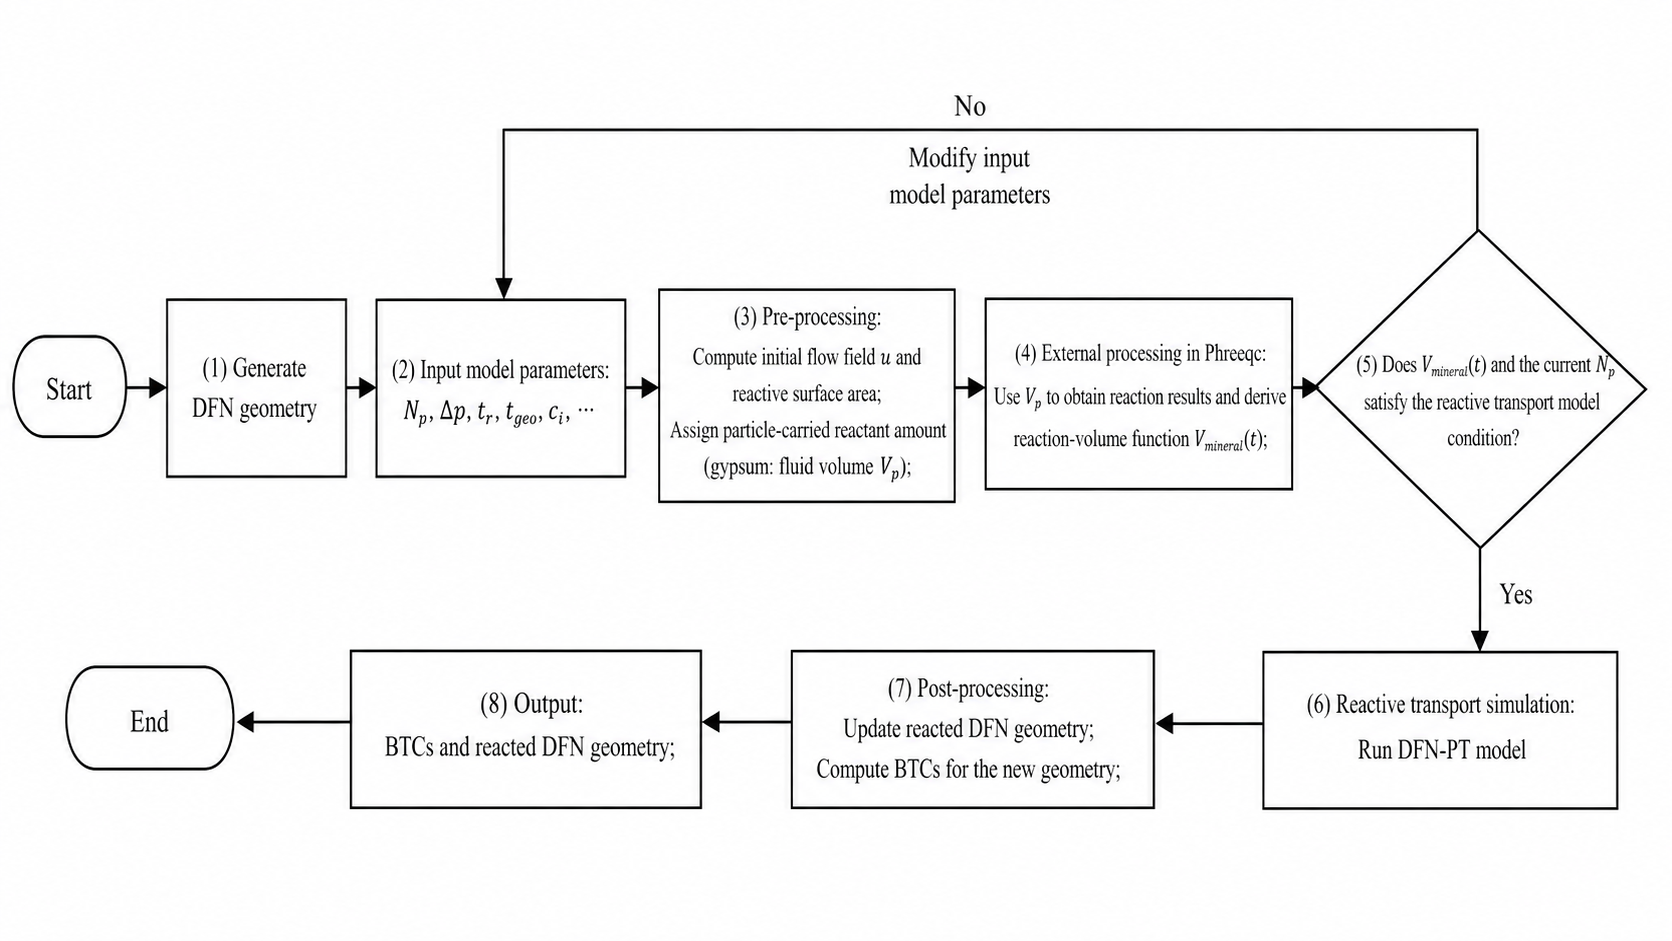 No
Modify input
model parameters
Start
(1) Generate
DFN geometry
(2) Input model parameters:
N_p, Δp, t_r, t_geo, c_i, ⋯
(3) Pre-processing:
Compute initial flow field u and
reactive surface area;
Assign particle-carried reactant amount
(gypsum: fluid volume V_p);
(4) External processing in Phreeqc:
Use V_p to obtain reaction results and derive
reaction-volume function V_mineral(t);
(5) Does V_mineral(t) and the current N_p
satisfy the reactive transport model
condition?
Yes
(6) Reactive transport simulation:
Run DFN-PT model
(7) Post-processing:
Update reacted DFN geometry;
Compute BTCs for the new geometry;
(8) Output:
BTCs and reacted DFN geometry;
End